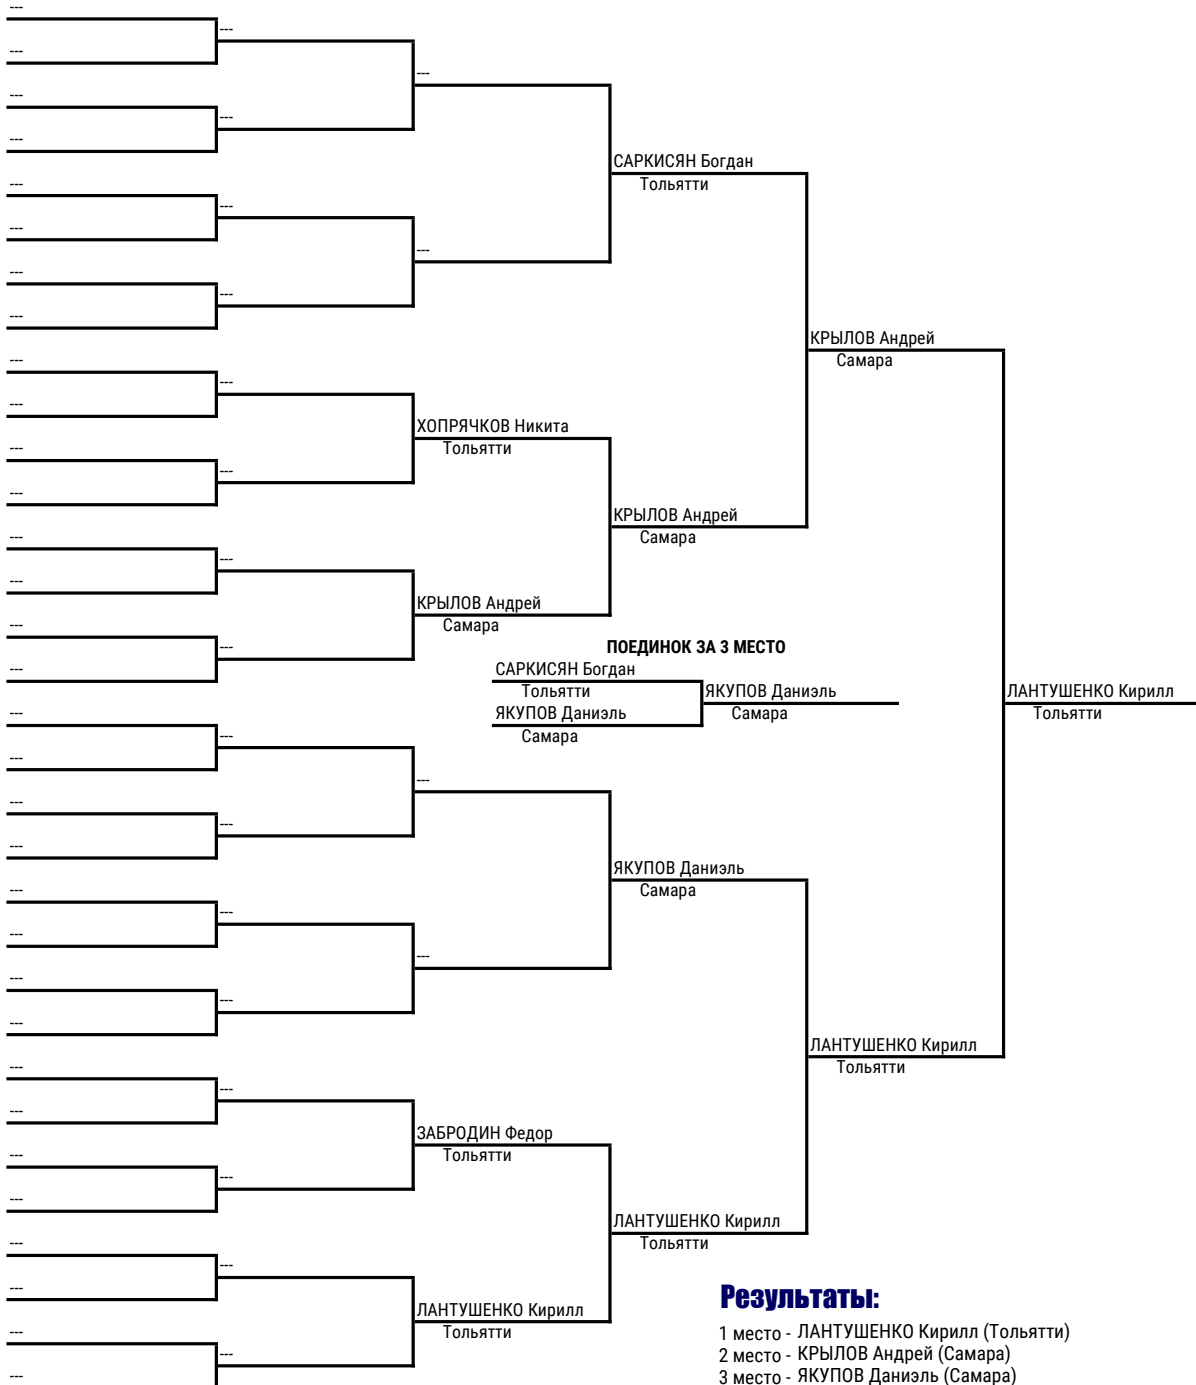 ---
---
---
---
---
---
---
---
---
---
---
САРКИСЯН Богдан
Тольятти
---
---
---
---
---
---
---
---
КРЫЛОВ Андрей
Самара
---
---
ХОПРЯЧКОВ Никита
Тольятти
---
---
---
КРЫЛОВ Андрей
Самара
---
---
---
КРЫЛОВ Андрей
Самара
---
---
---
ПОЕДИНОК ЗА 3 МЕСТО
САРКИСЯН Богдан
Тольятти
ЯКУПОВ Даниэль
Самара
ЯКУПОВ Даниэль
Самара
ЛАНТУШЕНКО Кирилл
Тольятти
---
---
---
---
---
---
---
ЯКУПОВ Даниэль
Самара
---
---
---
---
---
---
---
ЛАНТУШЕНКО Кирилл
Тольятти
---
---
---
ЗАБРОДИН Федор
Тольятти
---
---
---
ЛАНТУШЕНКО Кирилл
Тольятти
---
---
---
ЛАНТУШЕНКО Кирилл
Тольятти
---
---
---
Результаты:
1 место - ЛАНТУШЕНКО Кирилл (Тольятти)
2 место - КРЫЛОВ Андрей (Самара)
3 место - ЯКУПОВ Даниэль (Самара)